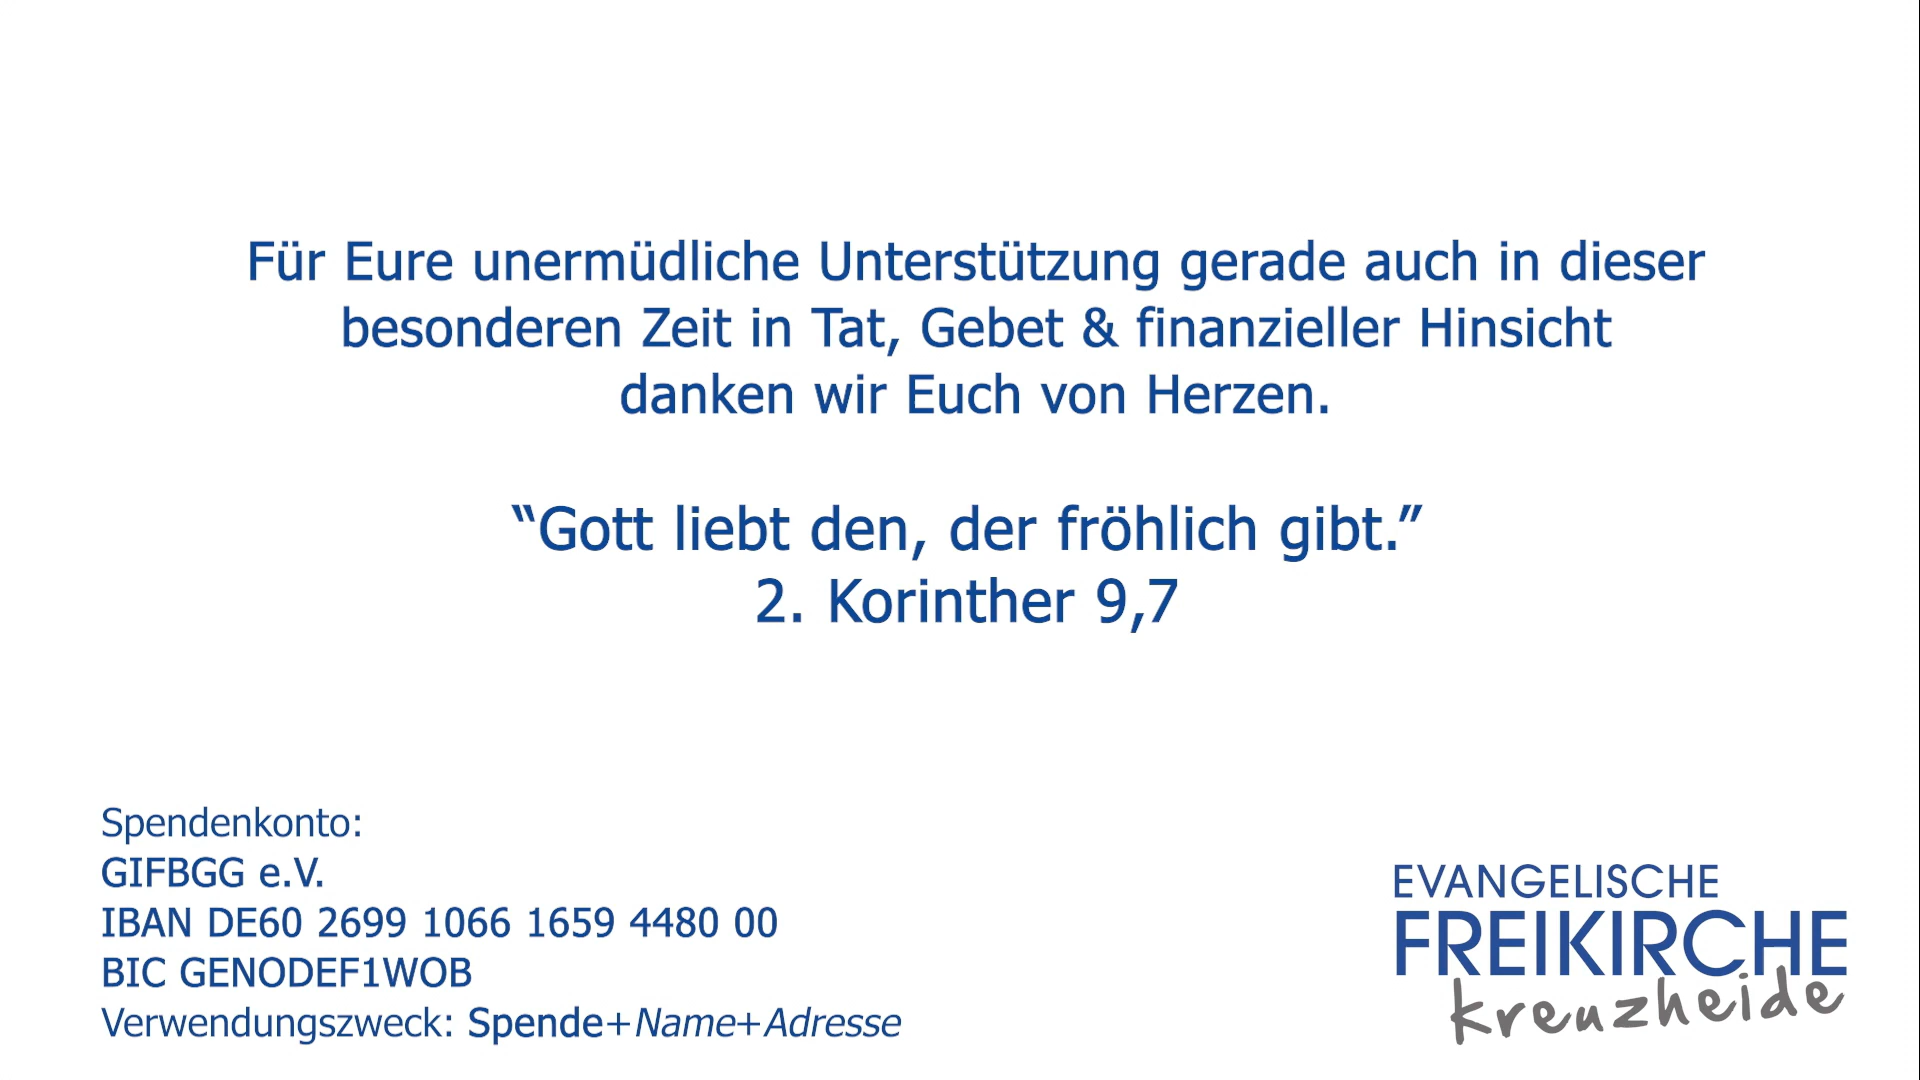 Für Eure unermüdliche Unterstützung gerade auch in dieser
besonderen Zeit in Tat, Gebet & finanzieller Hinsicht
danken wir Euch von Herzen.
“Gott liebt den, der fröhlich gibt.”
2. Korinther 9,7
Spendenkonto:
GIFBGG e.V.
IBAN DE60 2699 1066 1659 4480 00
BIC GENODEF1WOB
Verwendungszweck: Spende+Name+Adresse
EVANGELISCHE
FREIKIRCHE
kreuzheide